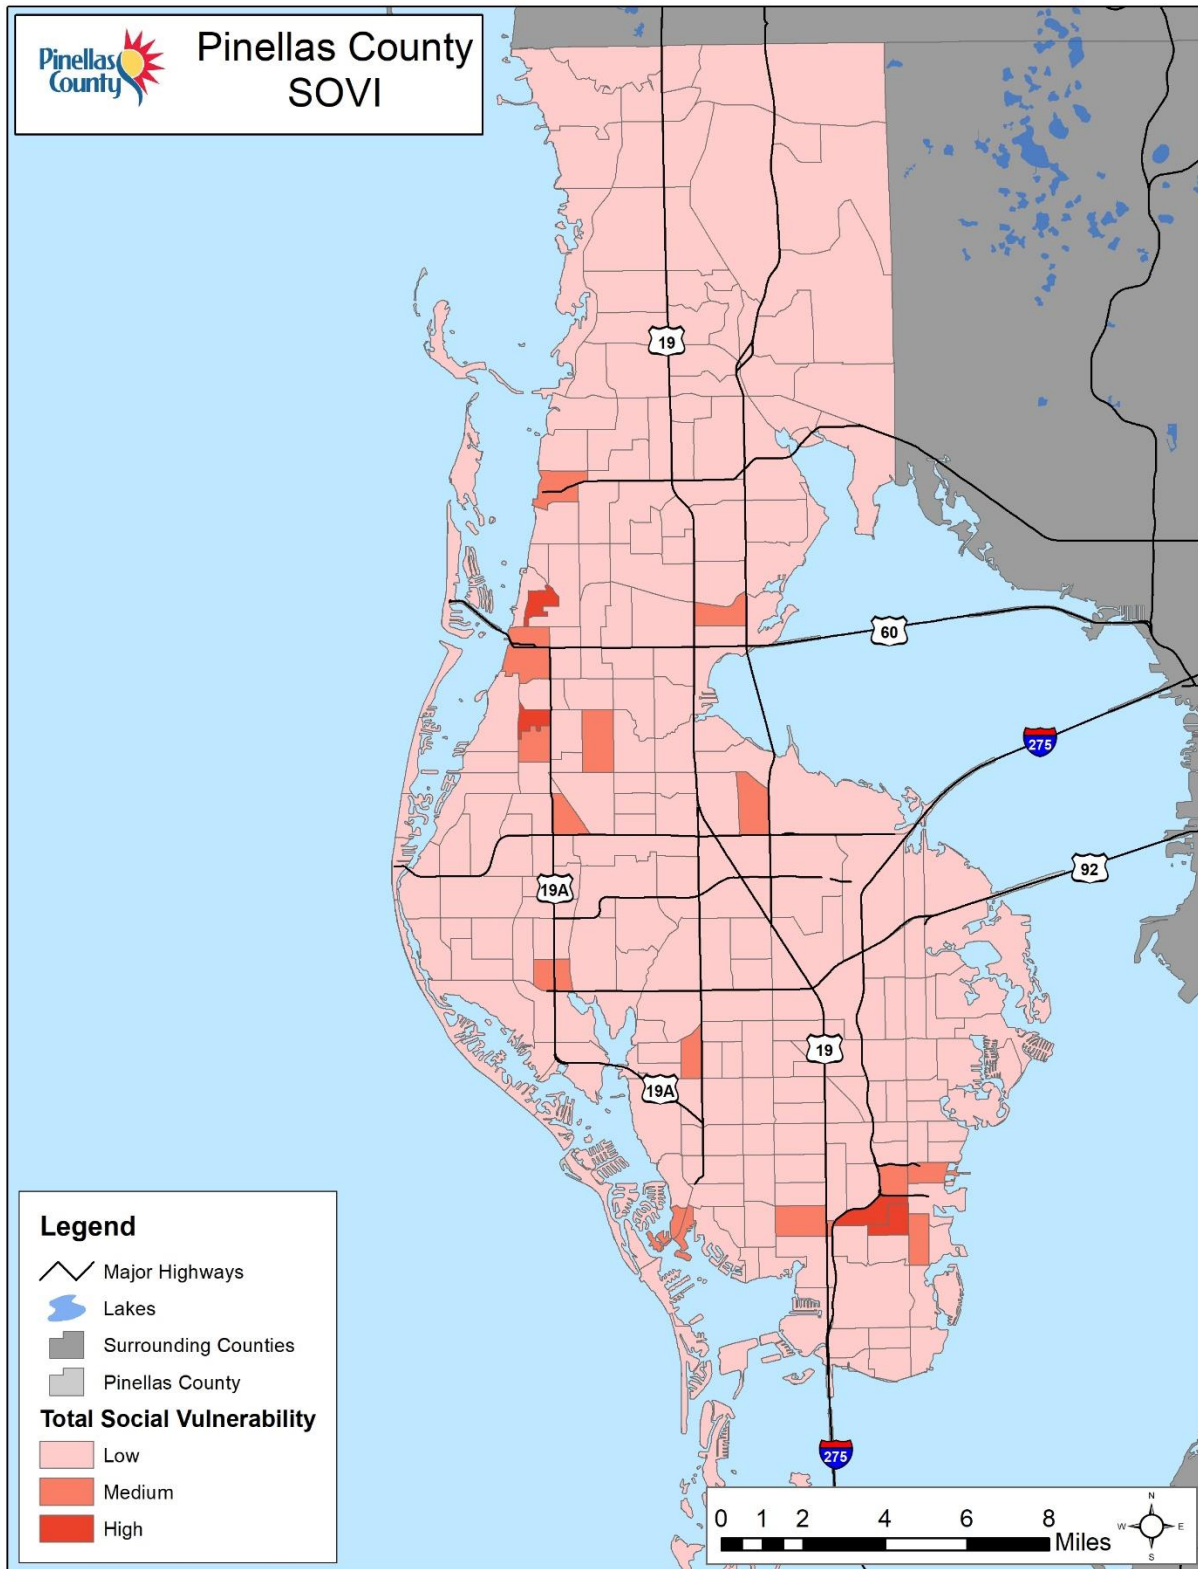 Pinellas
County
Pinellas County
SOVI
19
60
275
92
19A
19
19A
275
Legend
Major Highways
Lakes
Surrounding Counties
Pinellas County
Total Social Vulnerability
Low
Medium
High
0 1 2 4 6 8
Miles
N
W E
S